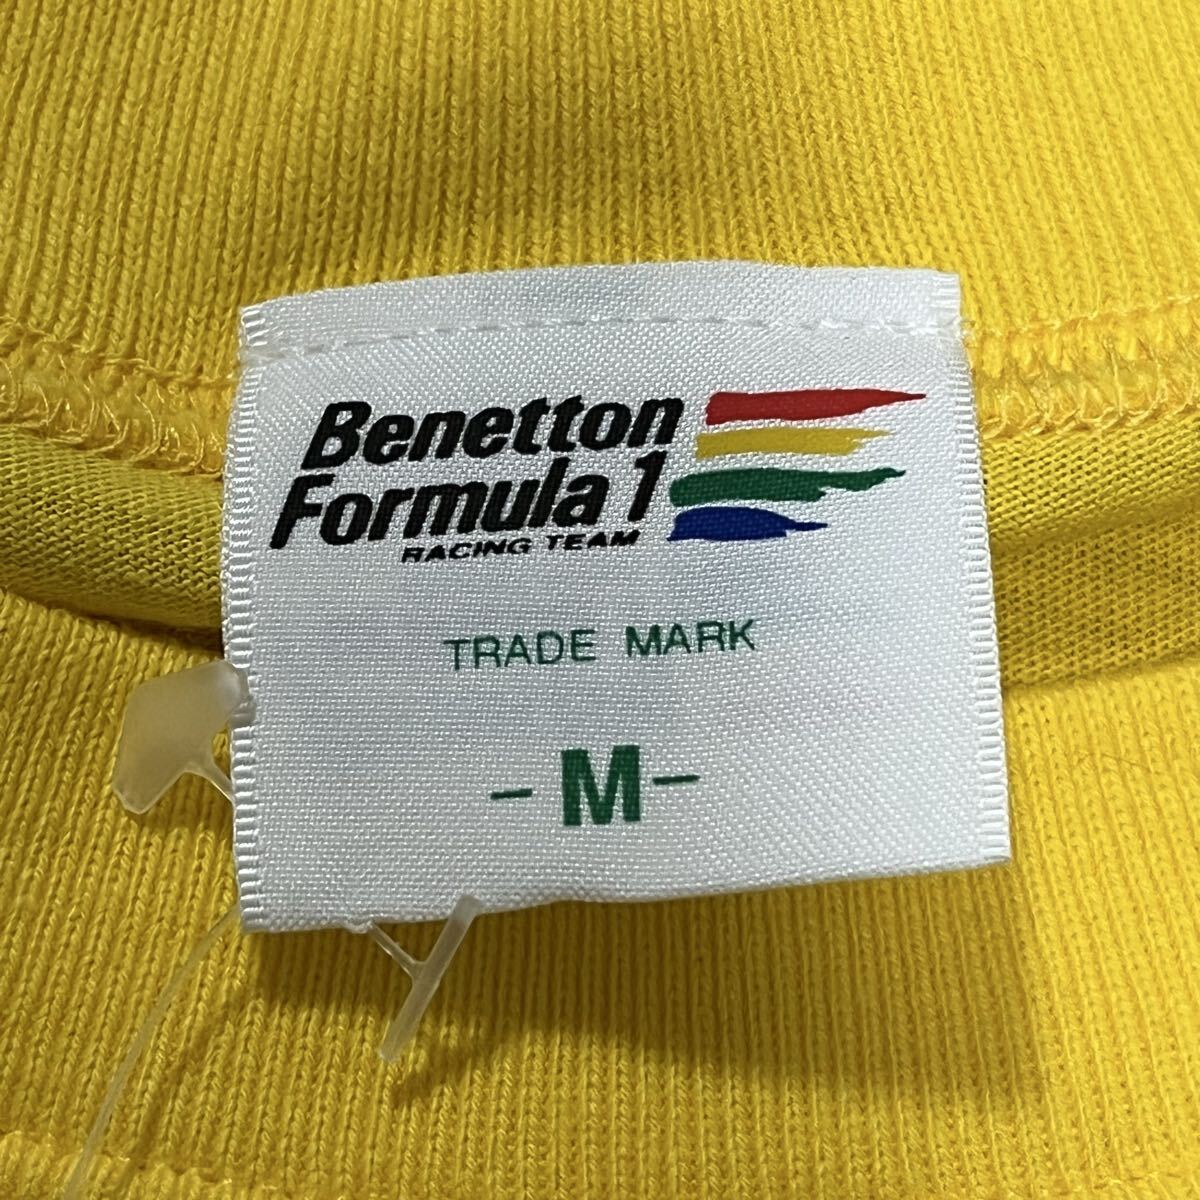 Benetton
Formula 1
RACING TEAM
TRADE MARK
- M -